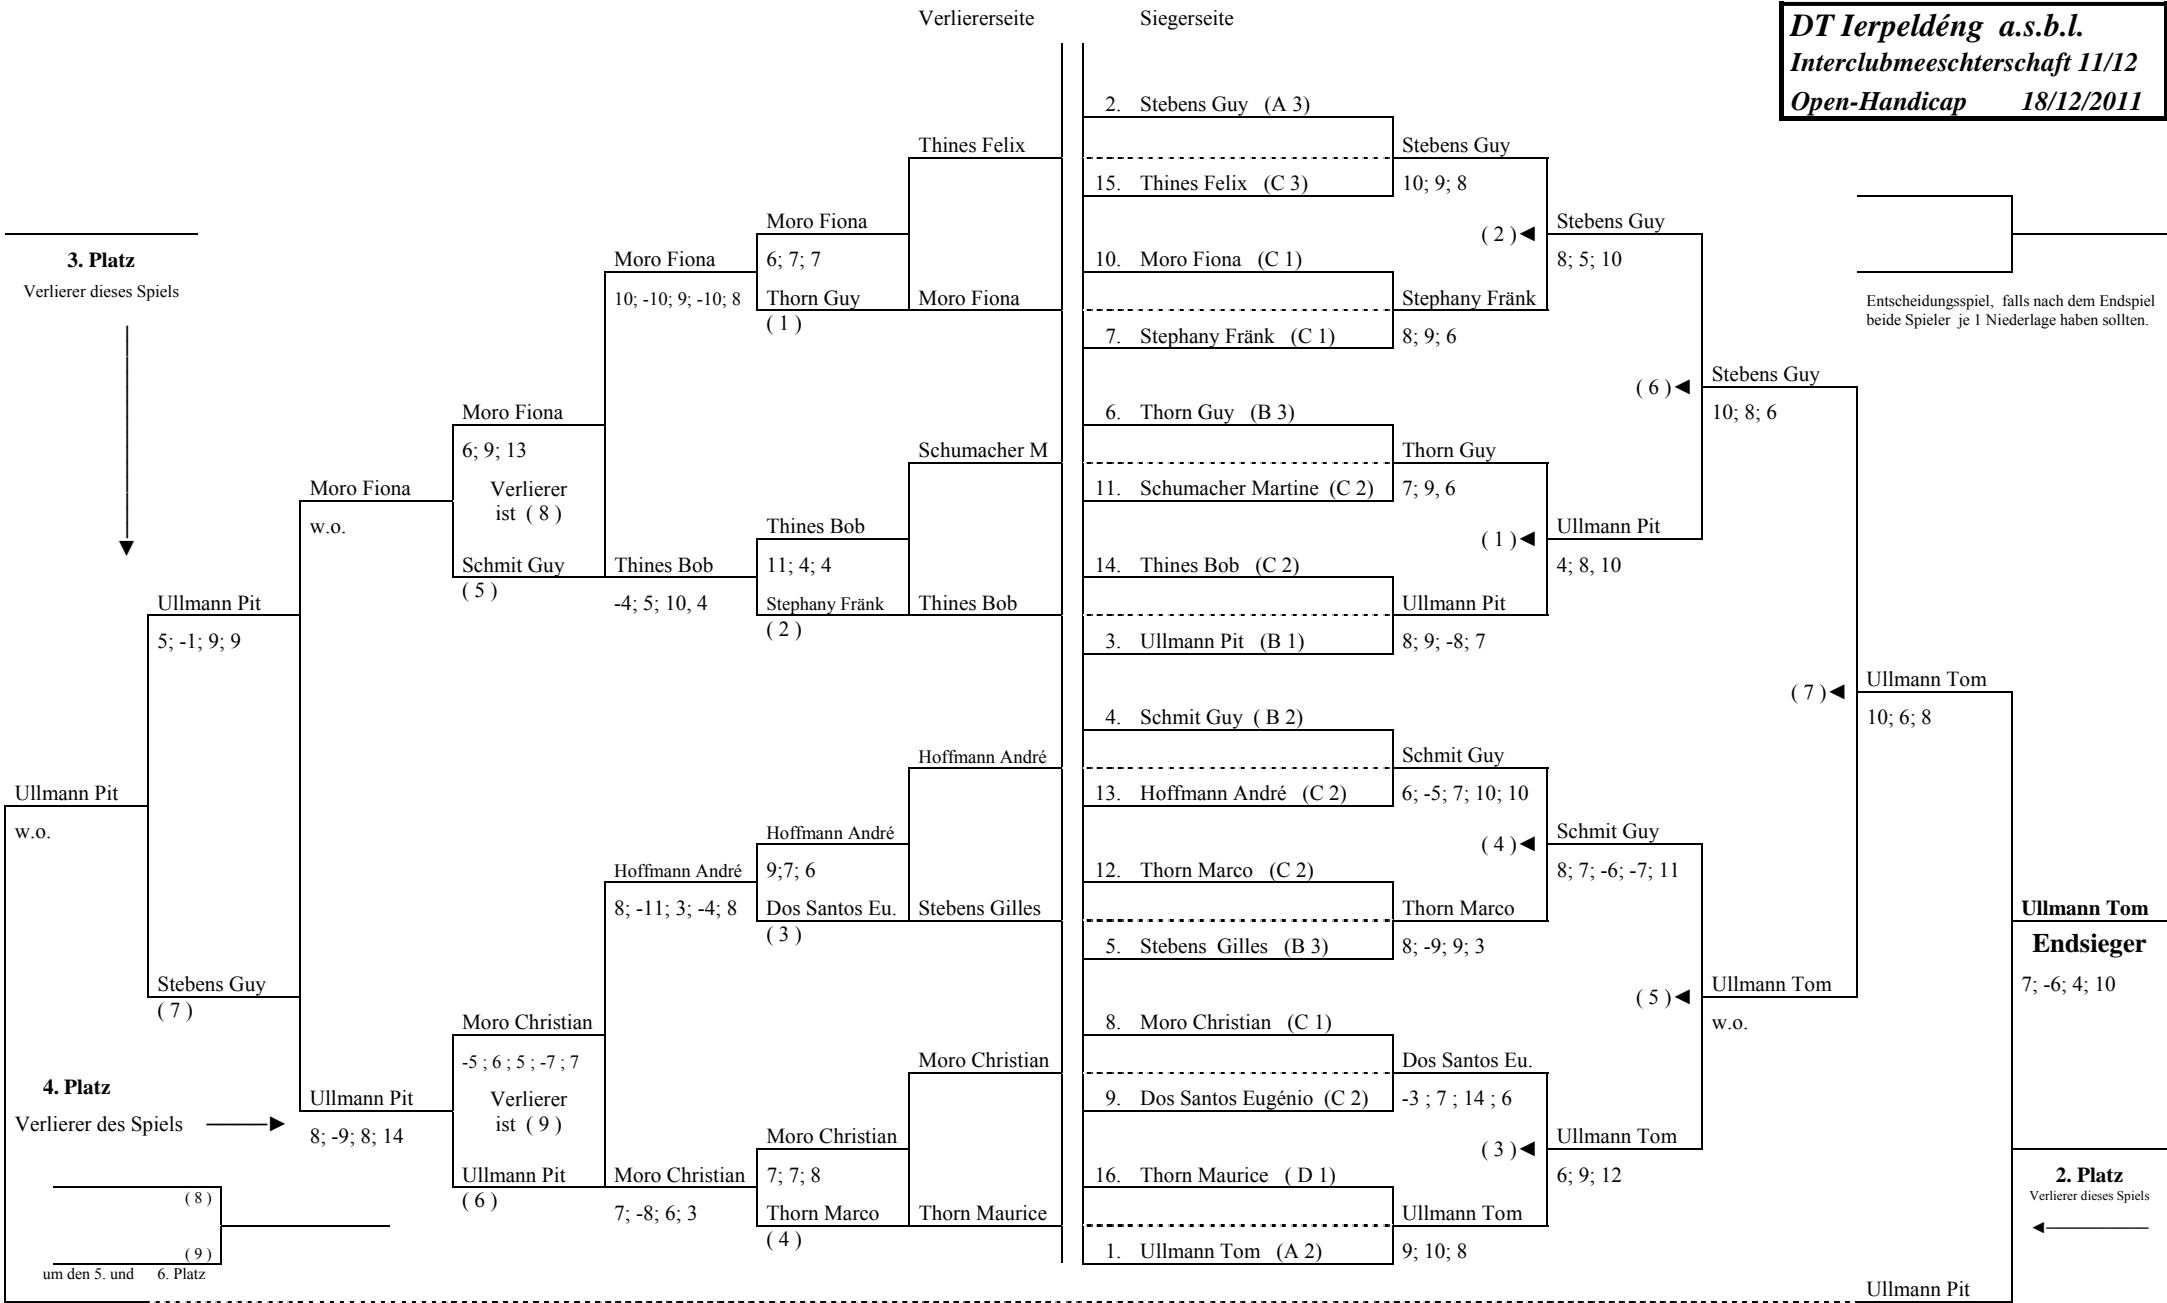 Verliererseite
Siegerseite
DT Ierpeldéng a.s.b.l.
Interclubmeeschterschaft 11/12
Open-Handicap 18/12/2011
3. Platz
Verlierer dieses Spiels
Ullmann Pit
w.o.
4. Platz
Verlierer des Spiels
( 8 )
( 9 )
um den 5. und 6. Platz
Ullmann Pit
5; -1; 9; 9
Stebens Guy
( 7 )
Moro Fiona
w.o.
Ullmann Pit
8; -9; 8; 14
Moro Fiona
6; 9; 13
Verlierer
ist ( 8 )
Schmit Guy
( 5 )
Moro Christian
-5 ; 6 ; 5 ; -7 ; 7
Verlierer
ist ( 9 )
Ullmann Pit
( 6 )
Moro Fiona
10; -10; 9; -10; 8
Thines Bob
-4; 5; 10, 4
Hoffmann André
8; -11; 3; -4; 8
Moro Christian
7; -8; 6; 3
Moro Fiona
6; 7; 7
Thorn Guy
( 1 )
Thines Bob
11; 4; 4
Stephany Fränk
( 2 )
Hoffmann André
9;7; 6
Dos Santos Eu.
( 3 )
Moro Christian
7; 7; 8
Thorn Marco
( 4 )
Thines Felix
Moro Fiona
Schumacher M
Thines Bob
Hoffmann André
Stebens Gilles
Moro Christian
Thorn Maurice
2. Stebens Guy (A 3)
15. Thines Felix (C 3)
10. Moro Fiona (C 1)
7. Stephany Fränk (C 1)
6. Thorn Guy (B 3)
11. Schumacher Martine (C 2)
14. Thines Bob (C 2)
3. Ullmann Pit (B 1)
4. Schmit Guy ( B 2)
13. Hoffmann André (C 2)
12. Thorn Marco (C 2)
5. Stebens Gilles (B 3)
8. Moro Christian (C 1)
9. Dos Santos Eugénio (C 2)
16. Thorn Maurice ( D 1)
1. Ullmann Tom (A 2)
Stebens Guy
10; 9; 8
Stephany Fränk
8; 9; 6
Thorn Guy
7; 9, 6
Ullmann Pit
8; 9; -8; 7
Schmit Guy
6; -5; 7; 10; 10
Thorn Marco
8; -9; 9; 3
Dos Santos Eu.
-3 ; 7 ; 14 ; 6
Ullmann Tom
9; 10; 8
( 2 )◄
Stebens Guy
8; 5; 10
( 1 )◄
Ullmann Pit
4; 8, 10
( 4 )◄
Schmit Guy
8; 7; -6; -7; 11
( 3 )◄
Ullmann Tom
6; 9; 12
( 6 )◄
Stebens Guy
10; 8; 6
( 5 )◄
Ullmann Tom
w.o.
( 7 )◄
Ullmann Tom
10; 6; 8
Entscheidungsspiel, falls nach dem Endspiel
beide Spieler je 1 Niederlage haben sollten.
Ullmann Tom
Endsieger
7; -6; 4; 10
2. Platz
Verlierer dieses Spiels
Ullmann Pit